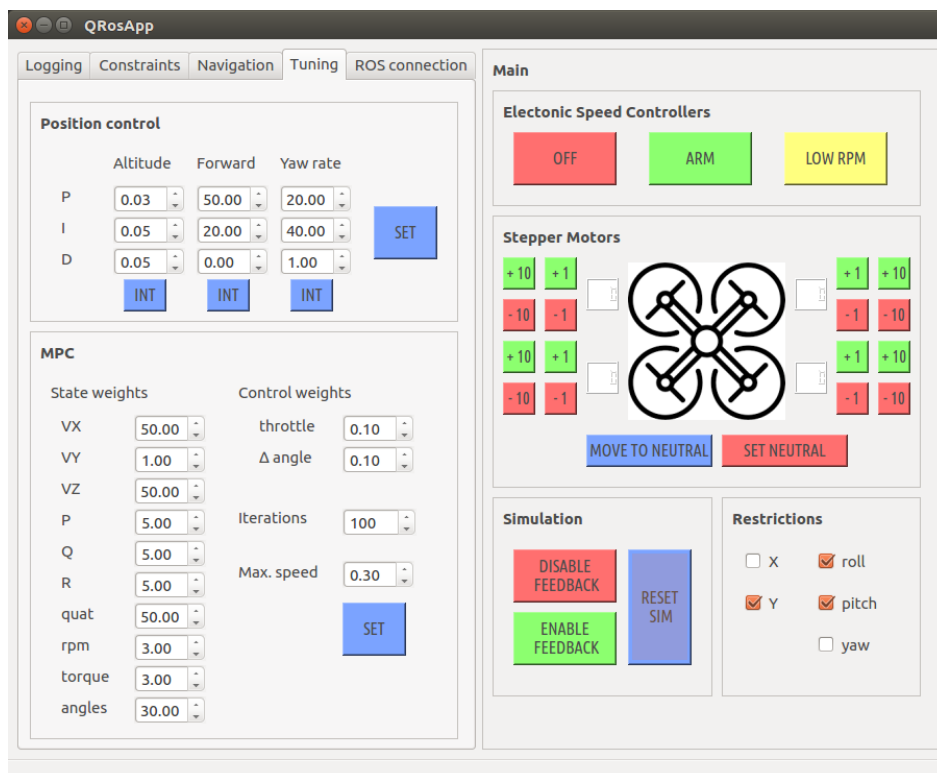 QRosApp
Logging Constraints Navigation Tuning ROS connection
Position control
Altitude Forward Yaw rate
P 0.03 50.00 20.00
I 0.05 20.00 40.00
D 0.05 0.00 1.00
SET
INT INT INT
MPC
State weights Control weights
VX 50.00 throttle 0.10
VY 1.00 Δ angle 0.10
VZ 50.00
P 5.00 Iterations 100
Q 5.00
R 5.00 Max. speed 0.30
quat 50.00 SET
rpm 3.00
torque 3.00
angles 30.00
Main
Electonic Speed Controllers
OFF ARM LOW RPM
Stepper Motors
+ 10 + 1 + 1 + 10
- 10 - 1 - 1 - 10
+ 10 + 1 + 1 + 10
- 10 - 1 - 1 - 10
MOVE TO NEUTRAL SET NEUTRAL
Simulation
DISABLE
FEEDBACK
ENABLE
FEEDBACK
RESET
SIM
Restrictions
X roll
Y pitch
yaw